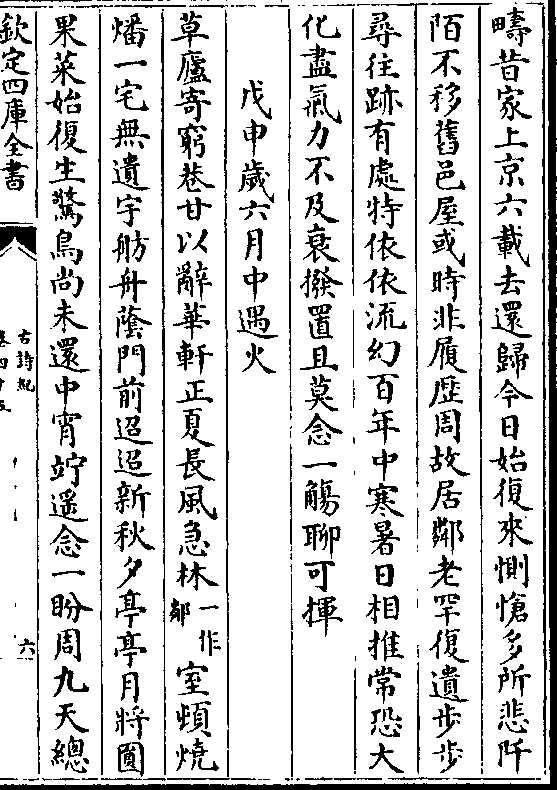 疇昔家上京六載去還歸今日始復來惻愴多所悲阡
陌不移舊邑屋或時非履歴周故居鄰老罕復遺步步
尋往跡有處特依依流幻百年中寒暑日相推常恐大
化盡氣力不及衰撥置且莫念一觴聊可揮
戊申歲六月中遇火
草廬寄窮巷甘以辭華軒正夏長風急林一作鄰室頓燒
燔一宅無遺宇舫舟蔭門前迢迢新秋夕亭亭月將圓
果菜始復生驚鳥尚未還中宵竚遥念一盼周九天總
欽定四庫全書
古詩紀
六